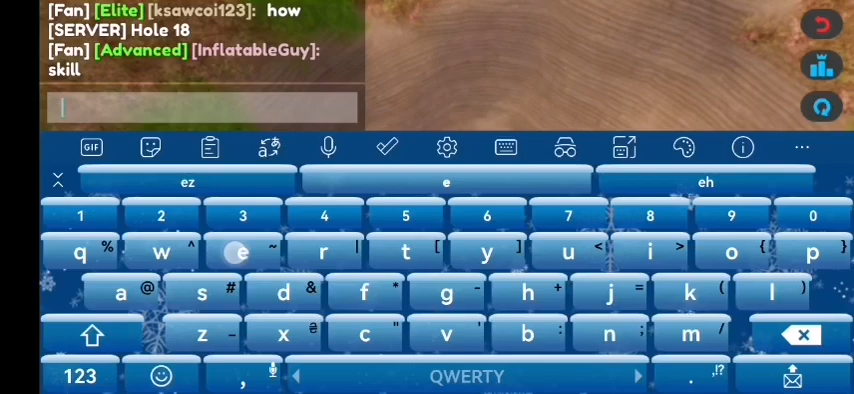 [Fan] [Elite] [ksawcoi123]: how
[SERVER] Hole 18
[Fan] [Advanced] [InflatableGuy]:
skill
GIF
ez e eh
1 2 3 4 5 6 7 8 9 0
q % w ^ e ~ r | t [ y ] u < i > o { p }
a @ s # d & f * g - h + j = k ( l )
z _ x ₴ c " v ' b : n ; m /
123 , QWERTY . ,!?